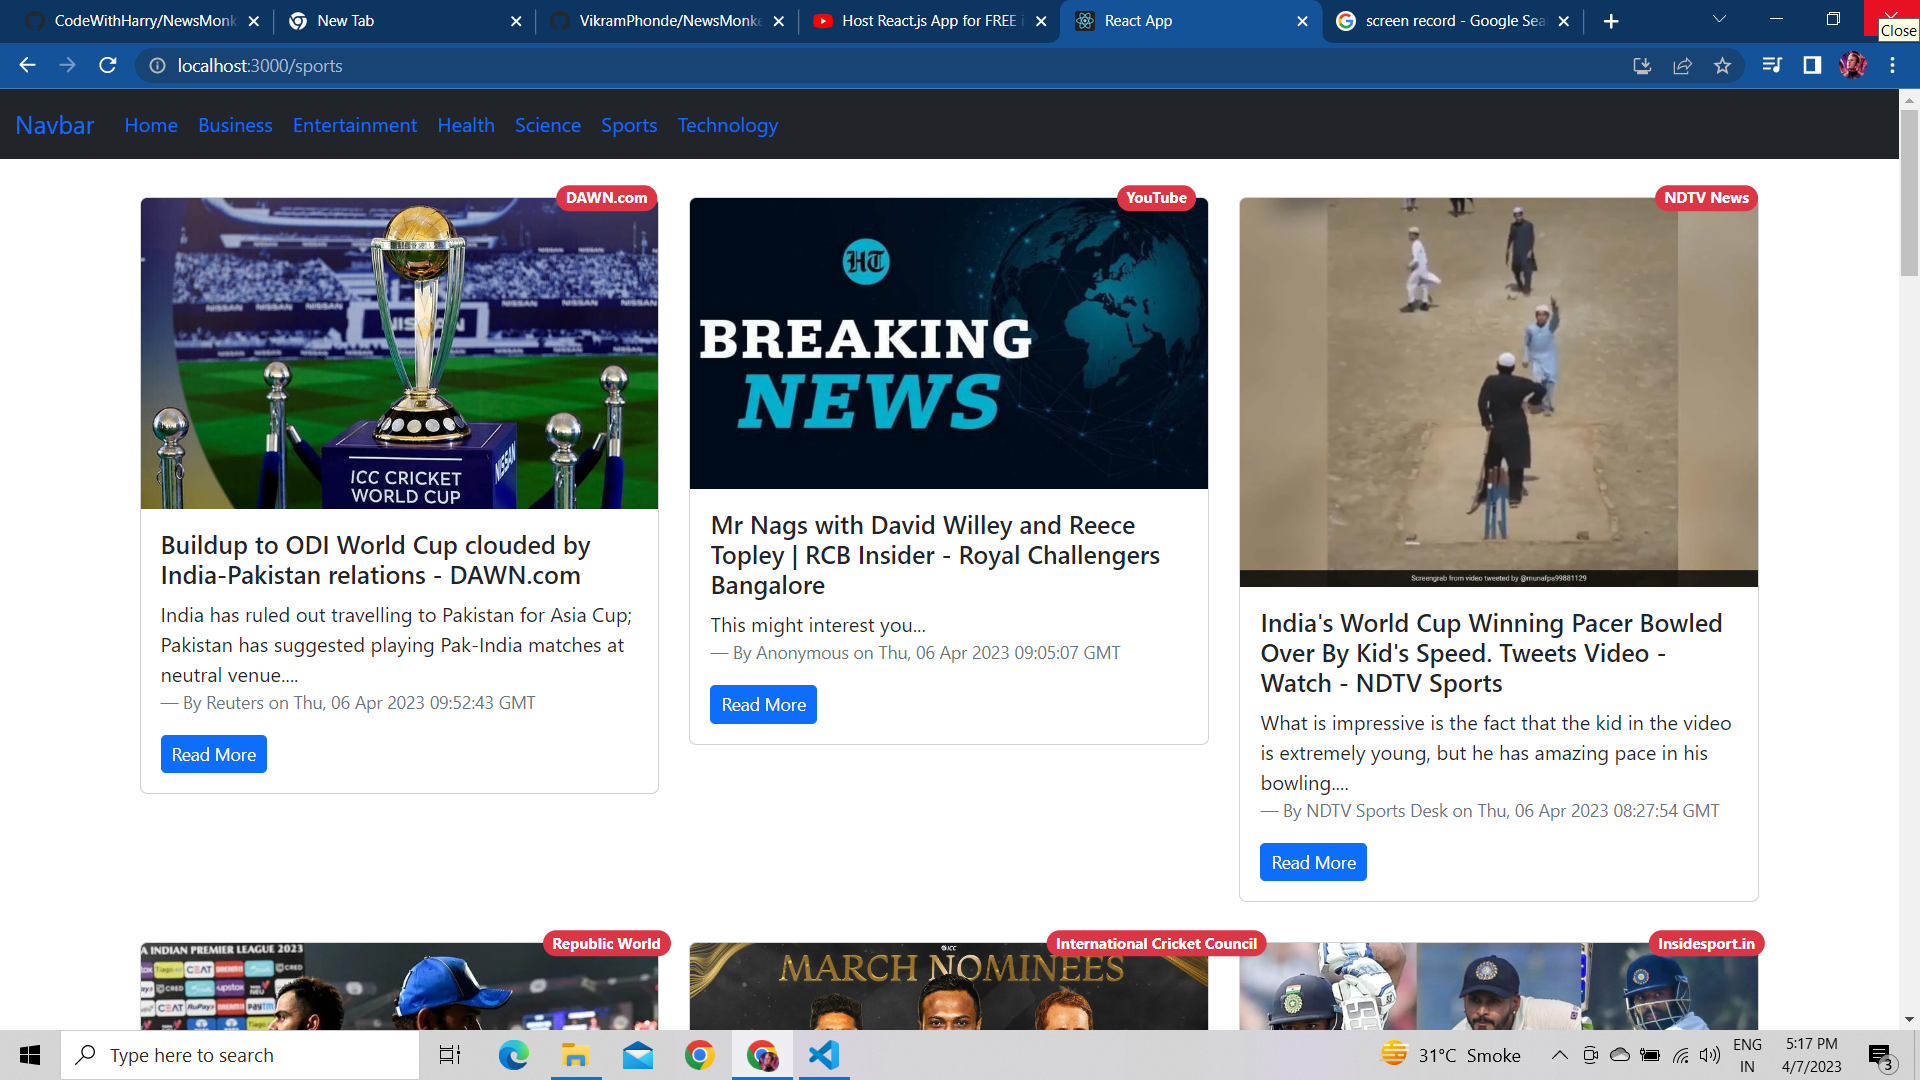 CodeWithHarry/NewsMonk
New Tab
VikramPhonde/NewsMonke
Host React.js App for FREE i
React App
screen record - Google Sea
Close
localhost:3000/sports
Navbar
Home
Business
Entertainment
Health
Science
Sports
Technology
DAWN.com
NISSAN
ICC CRICKET
WORLD CUP
NISSAN
Buildup to ODI World Cup clouded by
India-Pakistan relations - DAWN.com
India has ruled out travelling to Pakistan for Asia Cup;
Pakistan has suggested playing Pak-India matches at
neutral venue....
— By Reuters on Thu, 06 Apr 2023 09:52:43 GMT
Read More
YouTube
HT
BREAKING
NEWS
Mr Nags with David Willey and Reece
Topley | RCB Insider - Royal Challengers
Bangalore
This might interest you...
— By Anonymous on Thu, 06 Apr 2023 09:05:07 GMT
Read More
NDTV News
Screengrab from video tweeted by @munafpa99881129
India's World Cup Winning Pacer Bowled
Over By Kid's Speed. Tweets Video -
Watch - NDTV Sports
What is impressive is the fact that the kid in the video
is extremely young, but he has amazing pace in his
bowling....
— By NDTV Sports Desk on Thu, 06 Apr 2023 08:27:54 GMT
Read More
Republic World
A INDIAN PREMIER LEAGUE 2023
CEAT
upstox
RuPay
CEAT
International Cricket Council
ICC
MARCH NOMINEES
Insidesport.in
Type here to search
31°C Smoke
ENG
IN
5:17 PM
4/7/2023
3